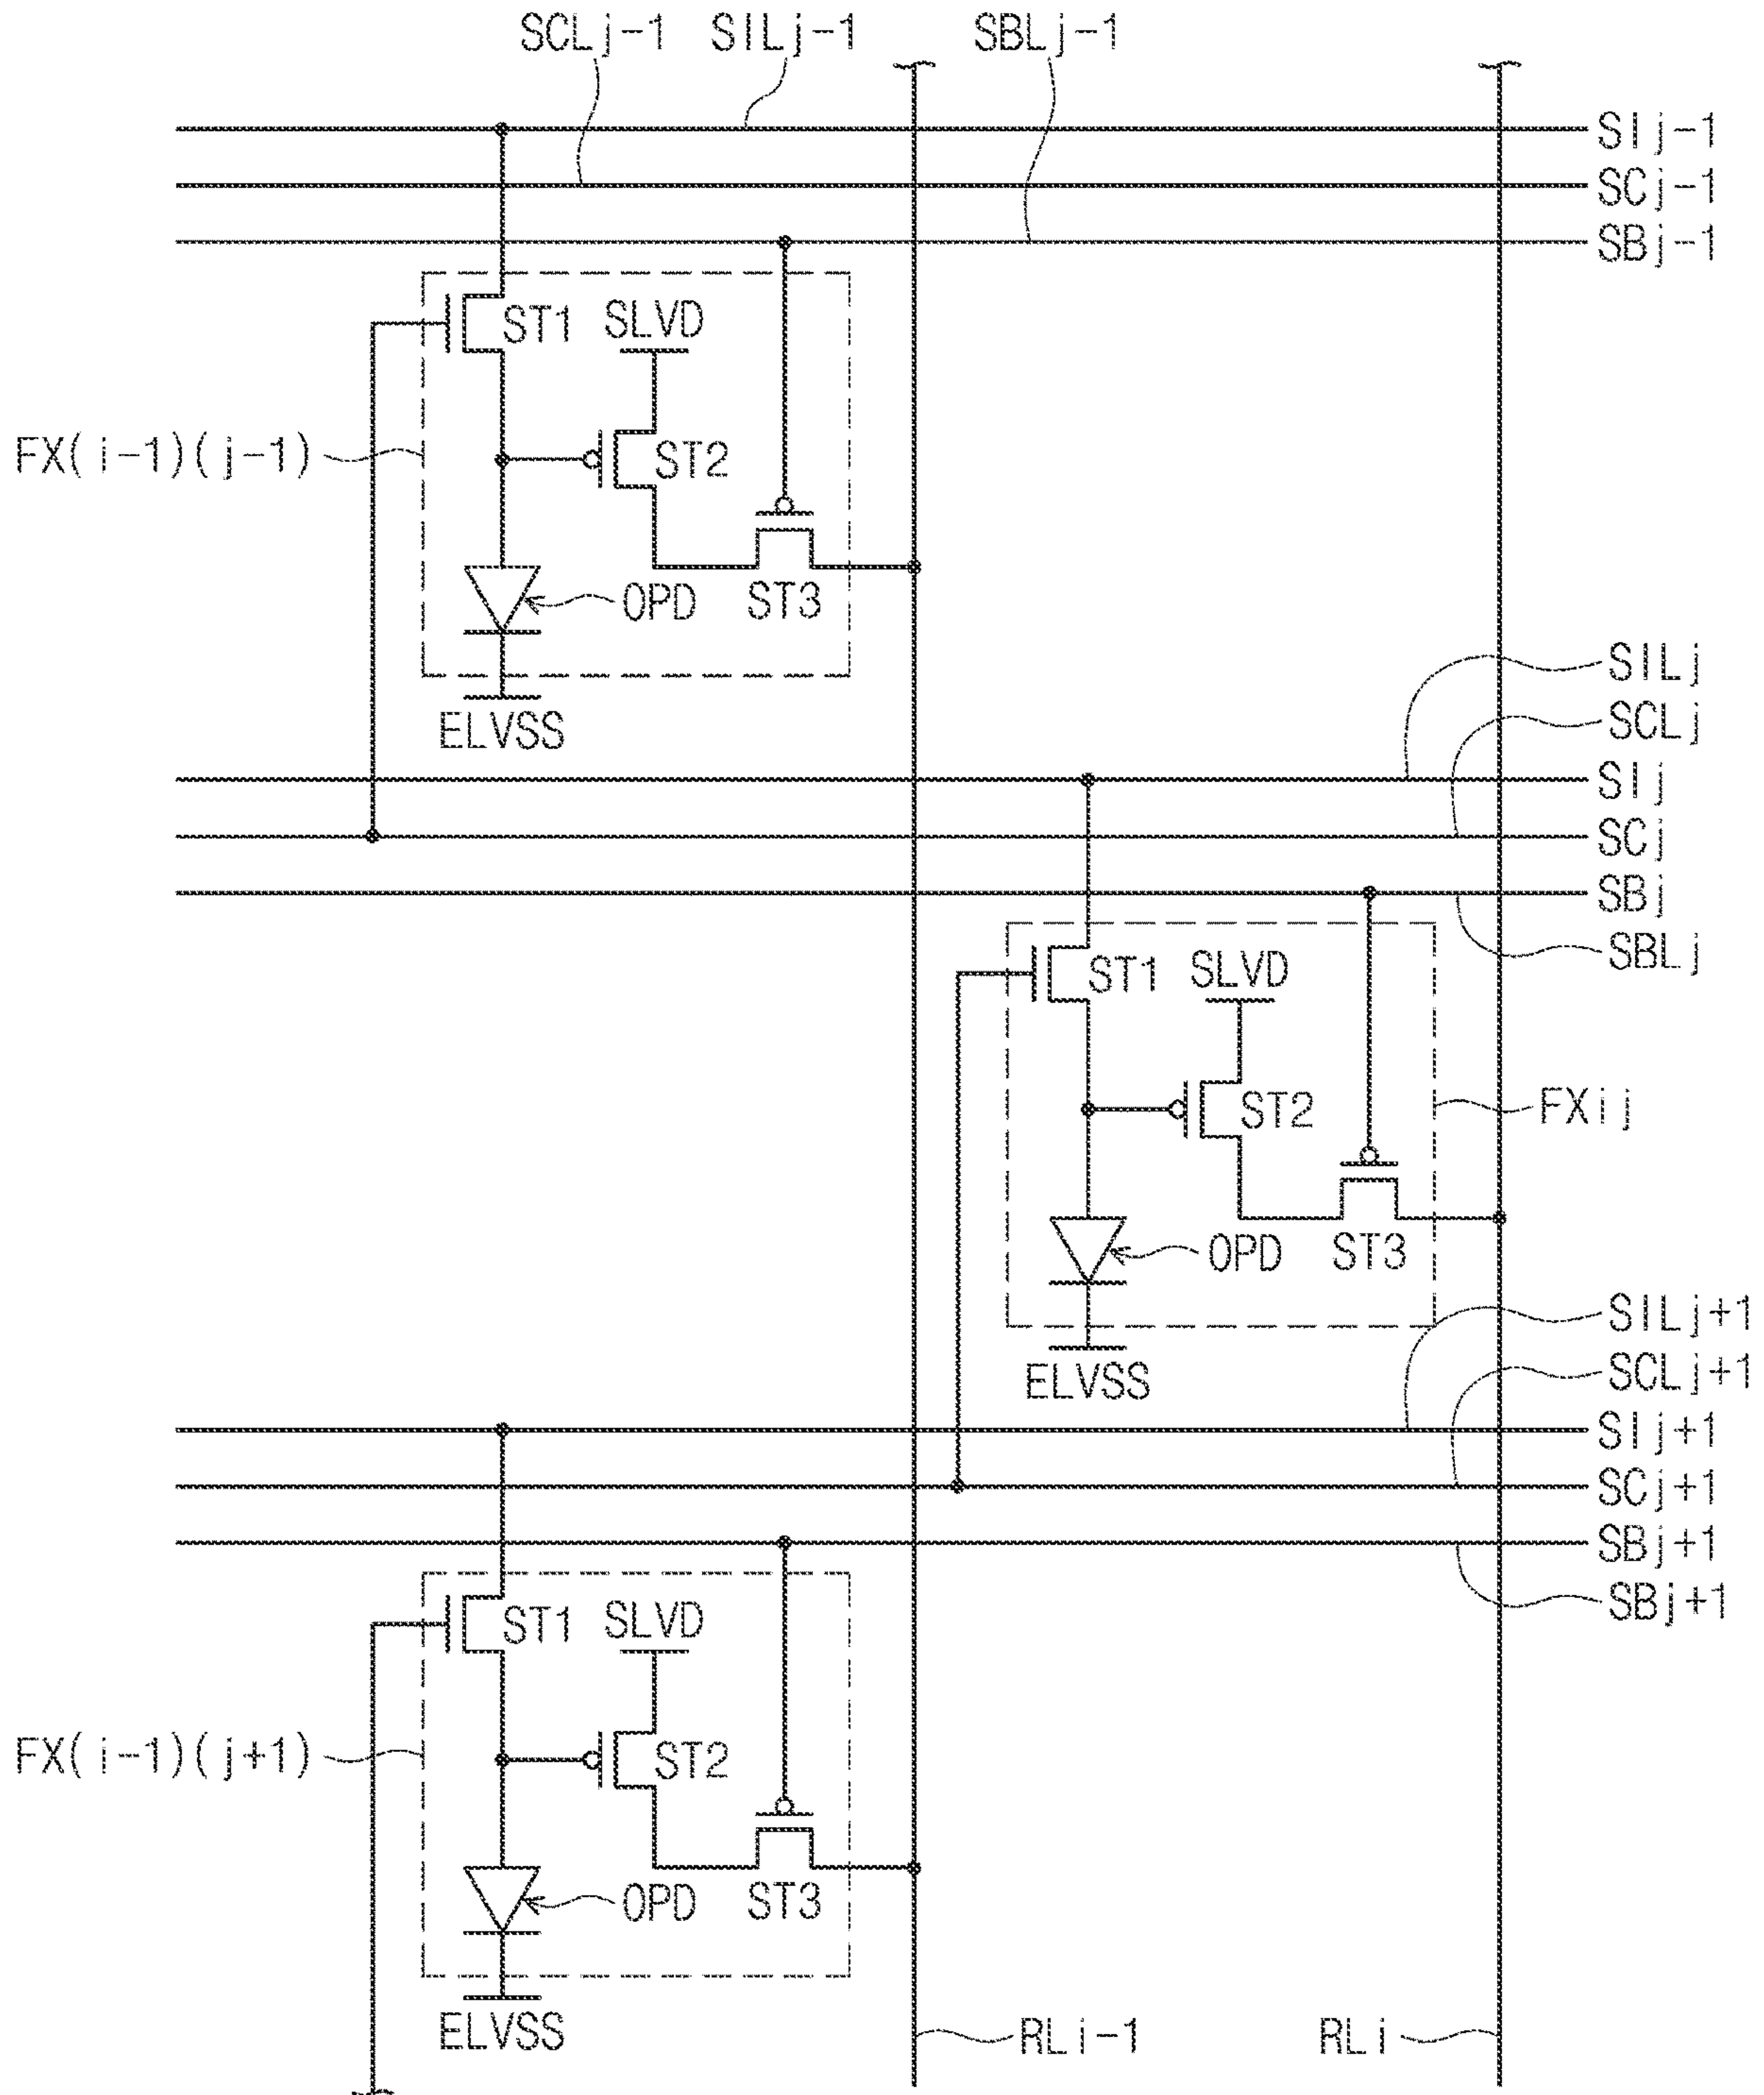 SCLj-1 SILj-1 SBLj-1
SIj-1
SCj-1
SBj-1
ST1 SLVD
FX(i-1)(j-1)
ST2
OPD ST3
SILj
ELVSS
SCLj
SIj
SCj
SBj
SBLj
ST1 SLVD
ST2
FXij
OPD ST3
SILj+1
SCLj+1
ELVSS
SIj+1
SCj+1
SBj+1
SBj+1
ST1 SLVD
FX(i-1)(j+1)
ST2
OPD ST3
ELVSS
RLi-1 RLi